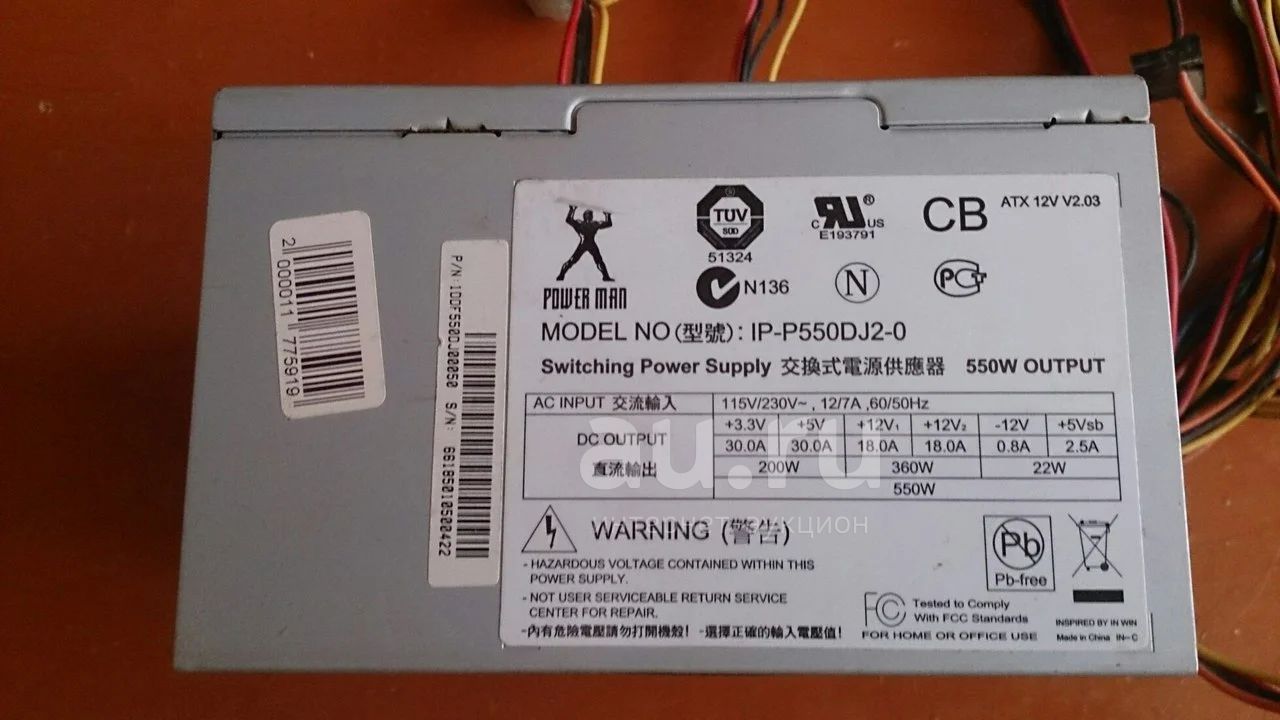 2 000011 775919
P/N: IDDF550DJ00050 S/N: 66185010500422
TUV
SÜD
51324
c RU® US
E193791
CB
ATX 12V V2.03
POWER MAN
N136
N
PCT
MODEL NO (型號): IP-P550DJ2-0
Switching Power Supply 交換式電源供應器 550W OUTPUT
AC INPUT 交流輸入 115V/230V~, 12/7A ,60/50Hz
DC OUTPUT
直流輸出
+3.3V +5V +12V₁ +12V₂ -12V +5Vsb
30.0A 30.0A 18.0A 18.0A 0.8A 2.5A
200W 360W 22W
550W
au.ru
интернет-аукцион
WARNING (警告)
- HAZARDOUS VOLTAGE CONTAINED WITHIN THIS
POWER SUPPLY.
- NOT USER SERVICEABLE RETURN SERVICE
CENTER FOR REPAIR.
-內有危險電壓請勿打開機殼! -選擇正確的輸入電壓值!
Pb
Pb-free
FC Tested to Comply
With FCC Standards
FOR HOME OR OFFICE USE
INSPIRED BY IN WIN
Made in China IN-C